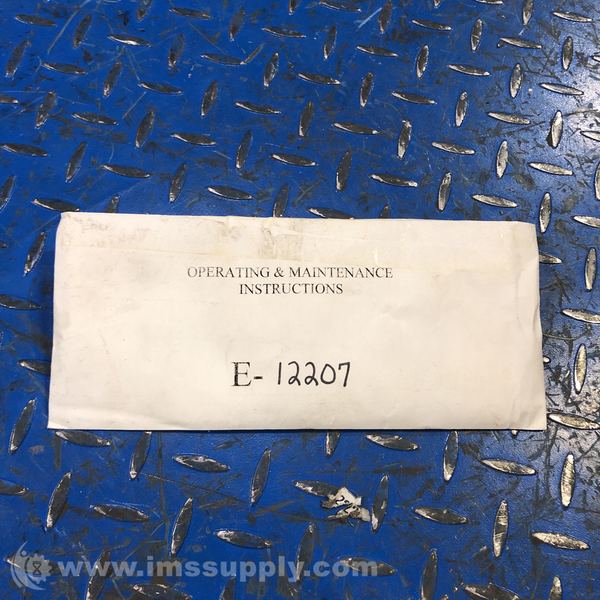 OPERATING & MAINTENANCE
INSTRUCTIONS
E-12207
www.imssupply.com